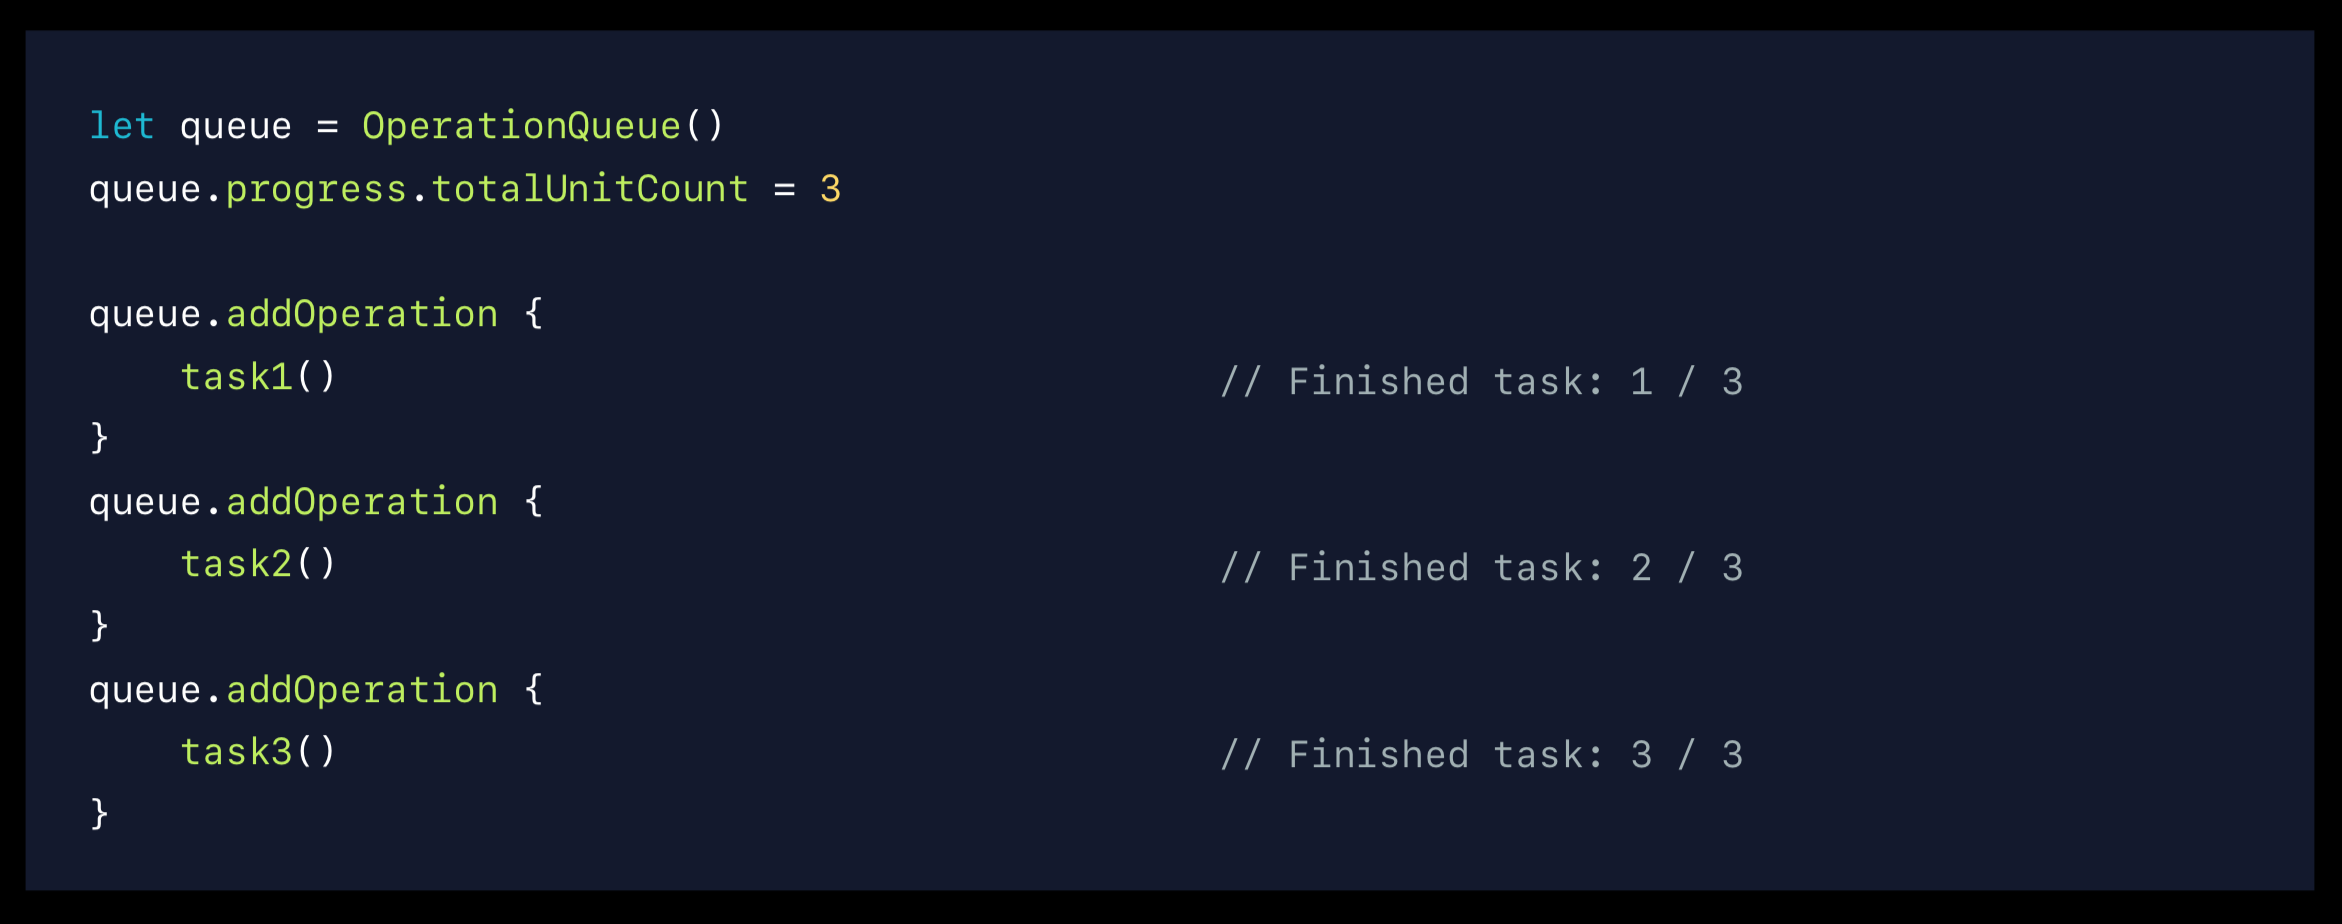 let queue = OperationQueue()
queue.progress.totalUnitCount = 3

queue.addOperation {
    task1()                                       // Finished task: 1 / 3
}
queue.addOperation {
    task2()                                       // Finished task: 2 / 3
}
queue.addOperation {
    task3()                                       // Finished task: 3 / 3
}